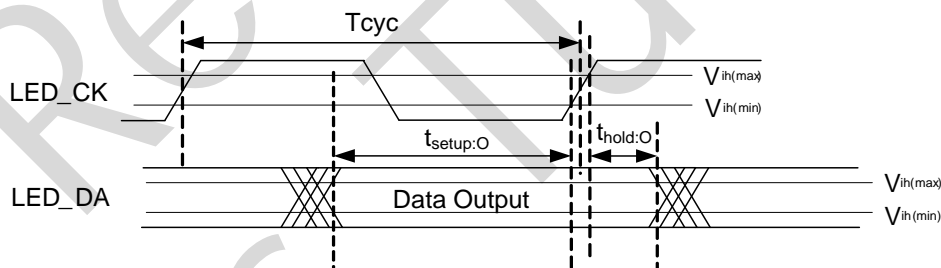 Tcyc
LED_CK
Vih(max)
Vih(min)
tsetup:O
thold:O
LED_DA
Data Output
Vih(max)
Vih(min)